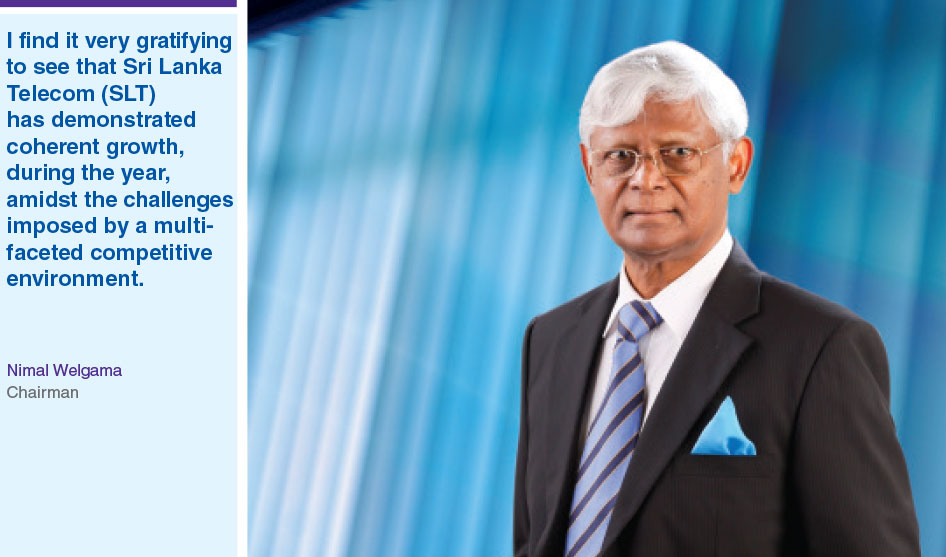 I find it very gratifying
to see that Sri Lanka
Telecom (SLT)
has demonstrated
coherent growth,
during the year,
amidst the challenges
imposed by a multi-
faceted competitive
environment.
Nimal Welgama
Chairman